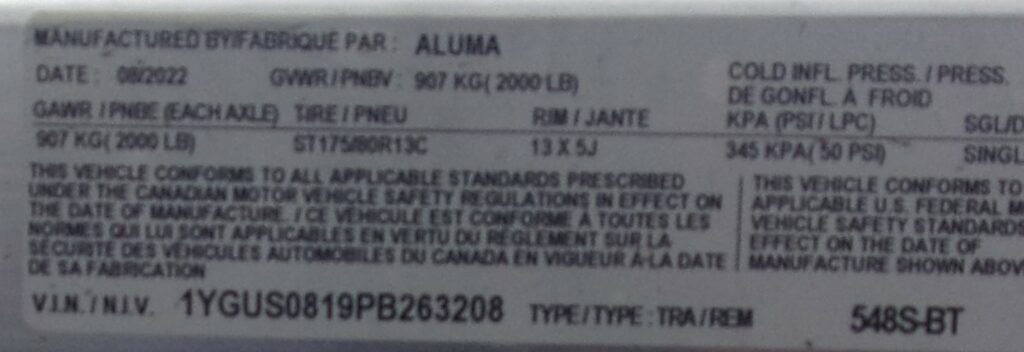 MANUFACTURED BY/FABRIQUE PAR: ALUMA
DATE: 08/2022 GVWR/PNBV: 907 KG(2000 LB)
COLD INFL. PRESS. / PRESS.
DE GONFL. À FROID
GAWR / PNBE (EACH AXLE) TIRE / PNEU RIM / JANTE KPA (PSI / LPC) SGL/D
907 KG(2000 LB) ST175/80R13C 13 X 5J 345 KPA(50 PSI) SINGL
THIS VEHICLE CONFORMS TO ALL APPLICABLE STANDARDS PRESCRIBED
UNDER THE CANADIAN MOTOR VEHICLE SAFETY REGULATIONS IN EFFECT ON
THE DATE OF MANUFACTURE. / CE VÉHICULE EST CONFORME À TOUTES LES
NORMES QUI LUI SONT APPLICABLES EN VERTU DU RÈGLEMENT SUR LA
SÉCURITÉ DES VÉHICULES AUTOMOBILES DU CANADA EN VIGUEUR À LA DATE
DE SA FABRICATION
THIS VEHICLE CONFORMS TO
APPLICABLE U.S. FEDERAL M
VEHICLE SAFETY STANDARDS
EFFECT ON THE DATE OF
MANUFACTURE SHOWN ABOV
V.I.N. / N.I.V. 1YGUS0819PB263208 TYPE/TYPE: TRA/REM 548S-BT